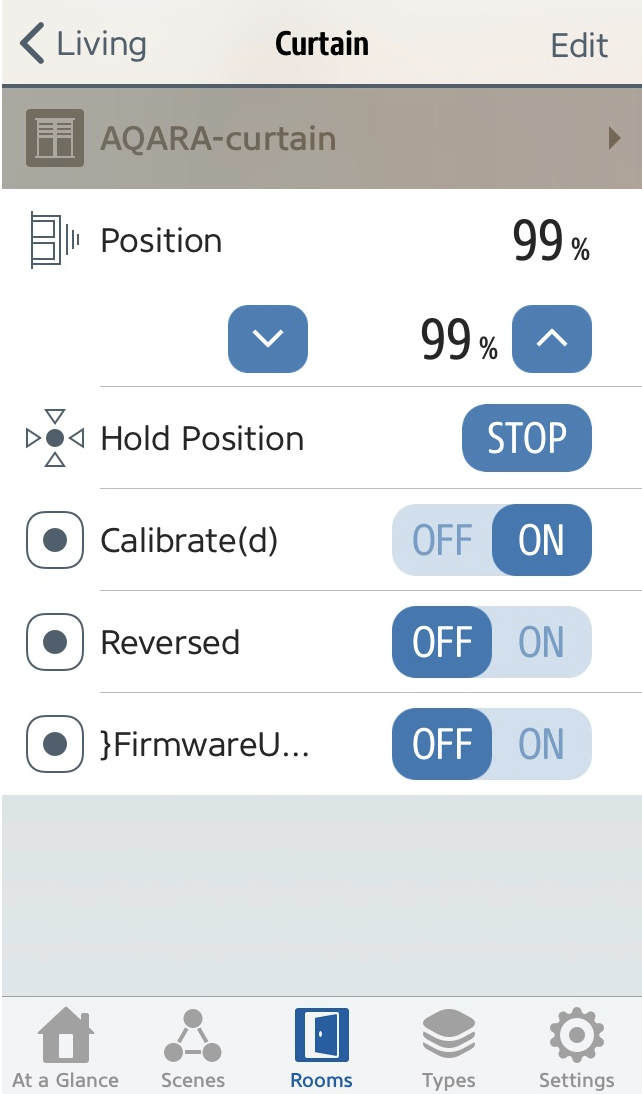 Living
Curtain
Edit
AQARA-curtain
Position
99 %
99 %
Hold Position
STOP
Calibrate(d)
OFF ON
Reversed
OFF ON
}FirmwareU...
OFF ON
At a Glance
Scenes
Rooms
Types
Settings